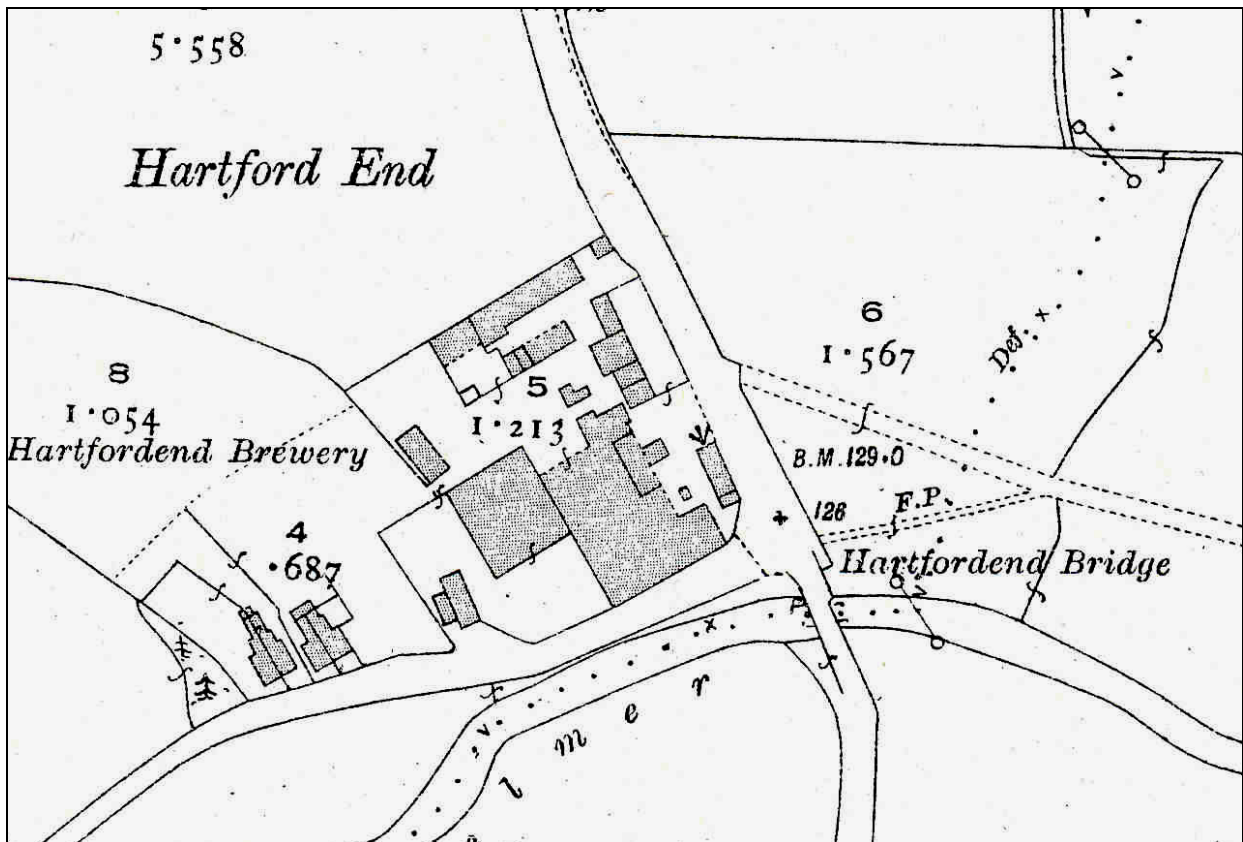 5·558
Hartford End
6
1·567
8
1·054
Hartfordend Brewery
5
1·213
Def.
B.M. 129·0
126
F.P.
4
·687
Hartfordend Bridge
l m e r